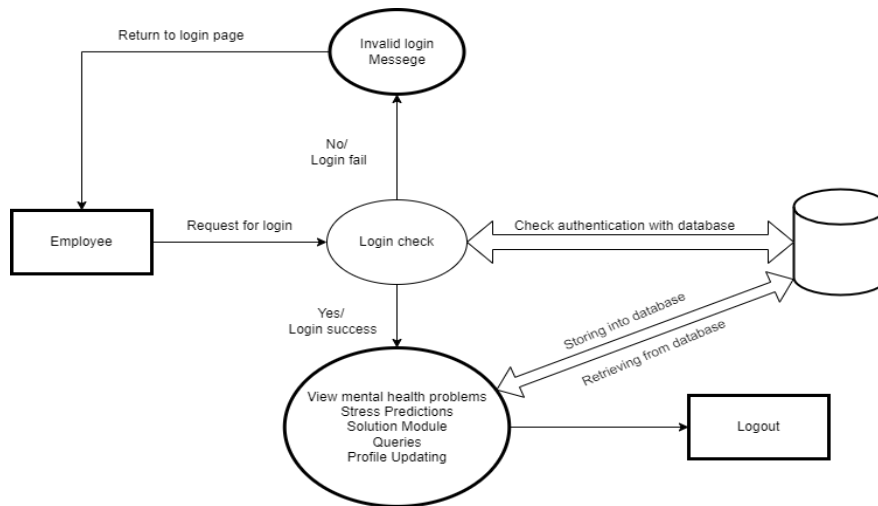 Return to login page
Invalid login
Messege
No/
Login fail
Employee
Request for login
Login check
Check authentication with database
Yes/
Login success
Storing into database
Retrieving from database
View mental health problems
Stress Predictions
Solution Module
Queries
Profile Updating
Logout